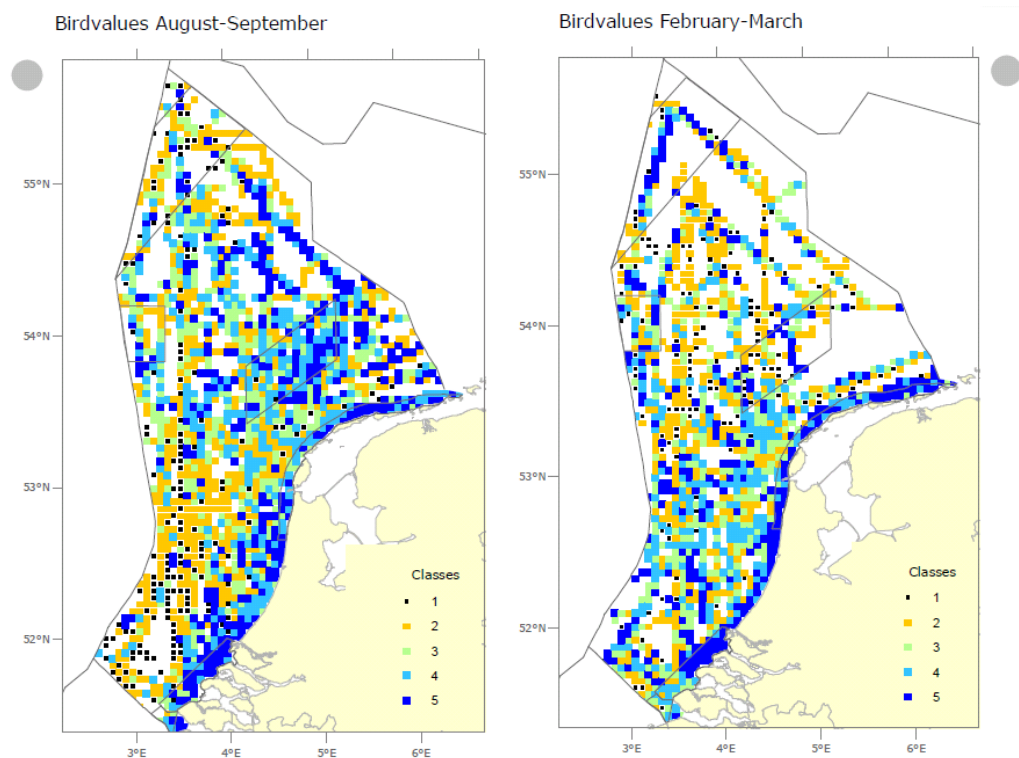 Birdvalues August-September
55°N
54°N
53°N
52°N
3°E
4°E
5°E
6°E
Classes
1
2
3
4
5
Birdvalues February-March
55°N
54°N
53°N
52°N
3°E
4°E
5°E
6°E
Classes
1
2
3
4
5